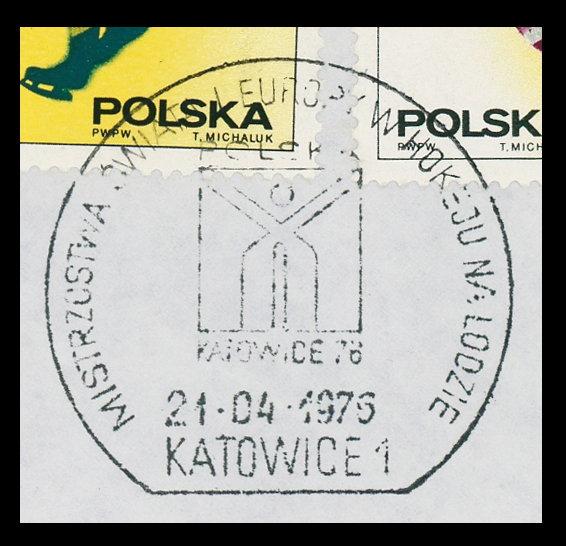 POLSKA
PWPW T. MICHALUK
POLSK
PWPW T. MICH
MISTRZOSTWA ŚWIATA I EUROPY W HOKEJU NA LODZIE
POLSKA
KATOWICE 76
21·04·1976
KATOWICE 1